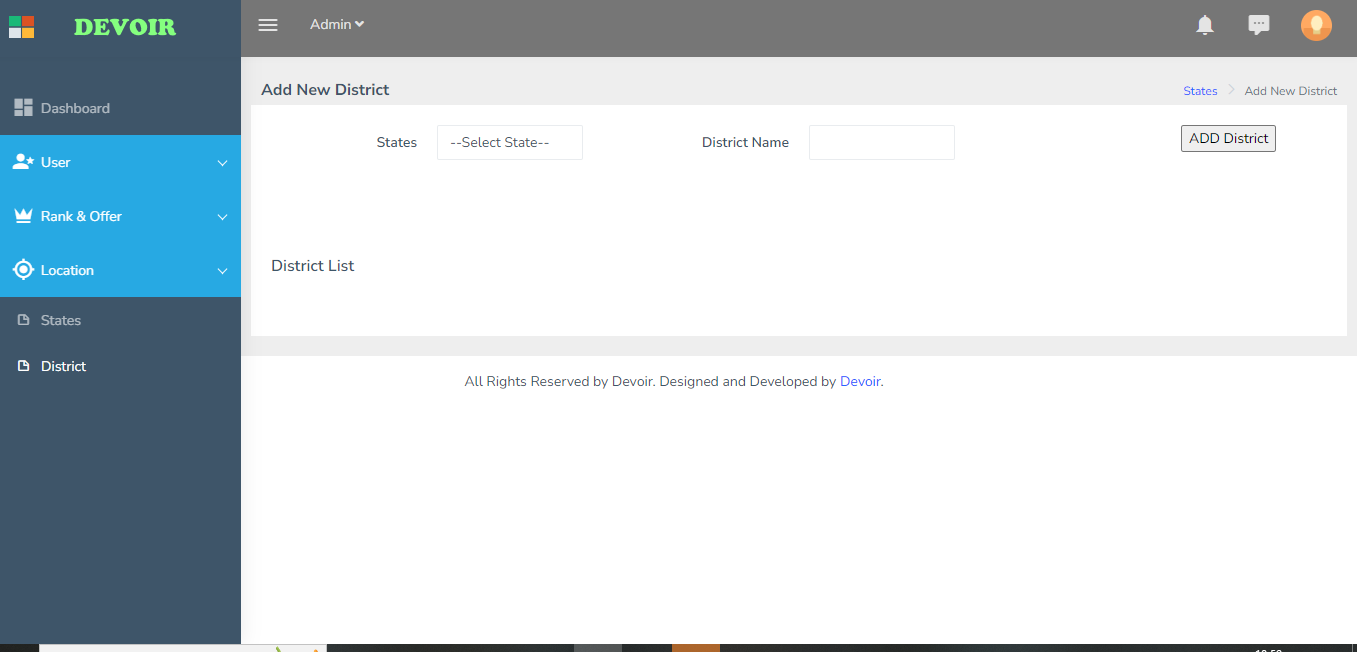 DEVOIR
Admin
Dashboard
User
Rank & Offer
Location
States
District
Add New District
States
Add New District
States
--Select State--
District Name
ADD District
District List
All Rights Reserved by Devoir. Designed and Developed by Devoir.